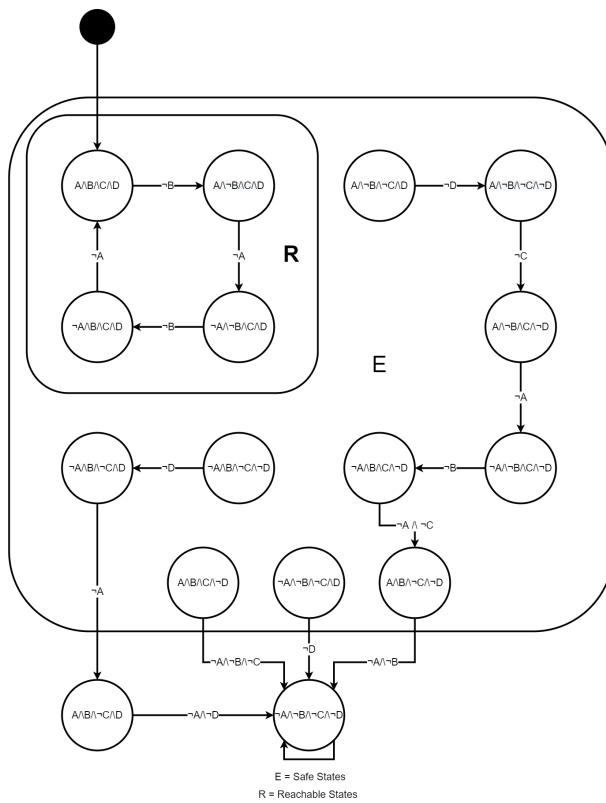 A/\B/\C/\D
¬B
A/\¬B/\C/\D
A/\¬B/\¬C/\D
¬D
A/\¬B/\¬C/\¬D
¬A
¬A
R
¬C
¬A/\B/\C/\D
¬B
¬A/\¬B/\C/\D
A/\¬B/\C/\¬D
E
¬A
¬A/\B/\¬C/\D
¬D
¬A/\B/\¬C/\¬D
¬A/\B/\C/\¬D
¬B
¬A/\¬B/\C/\¬D
¬A /\ ¬C
¬A
A/\B/\C/\¬D
¬A/\¬B/\¬C/\D
A/\B/\¬C/\¬D
¬A/\¬B/\¬C
¬D
¬A/\¬B
A/\B/\¬C/\D
¬A/\¬D
¬A/\¬B/\¬C/\¬D
E = Safe States
R = Reachable States